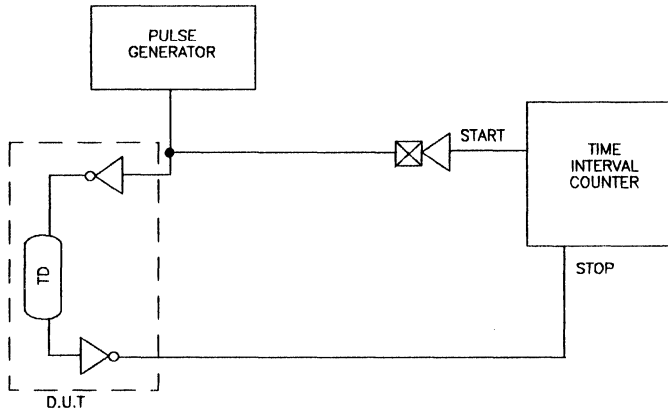 PULSE
GENERATOR
START
TIME
INTERVAL
COUNTER
STOP
TD
D.U.T